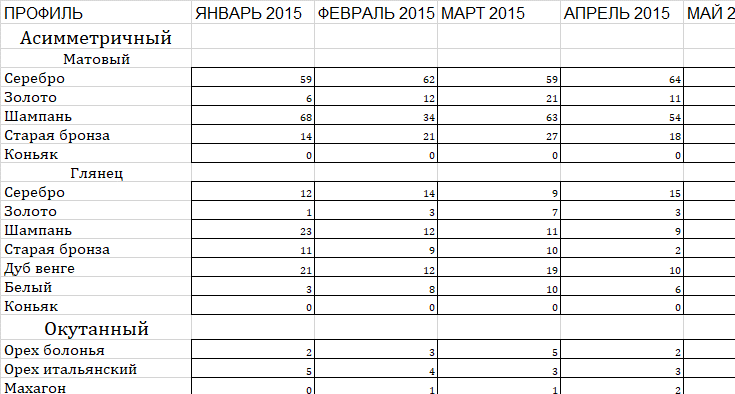 ПРОФИЛЬ ЯНВАРЬ 2015 ФЕВРАЛЬ 2015 МАРТ 2015 АПРЕЛЬ 2015 МАЙ 2
Асимметричный
Матовый
Серебро 59 62 59 64
Золото 6 12 21 11
Шампань 68 34 63 54
Старая бронза 14 21 27 18
Коньяк 0 0 0 0
Глянец
Серебро 12 14 9 15
Золото 1 3 7 3
Шампань 23 12 11 9
Старая бронза 11 9 10 2
Дуб венге 21 12 19 10
Белый 3 8 10 6
Коньяк 0 0 0 0
Окутанный
Орех болонья 2 3 5 2
Орех итальянский 5 4 3 3
Махагон 0 1 1 2